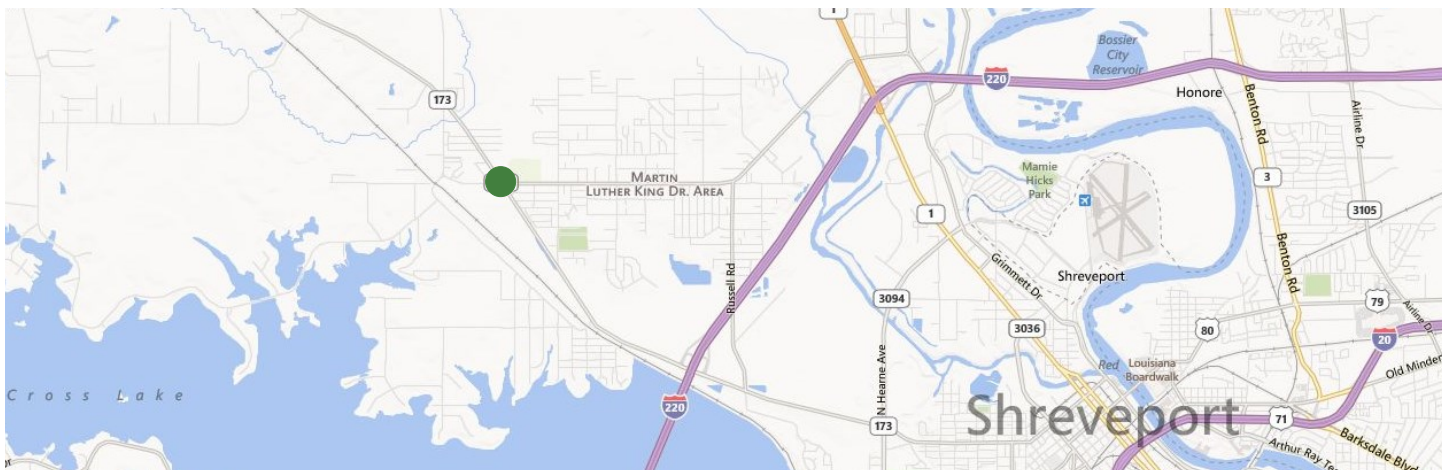 1
Bossier
City
Reservoir
220
173
Honore
Benton Rd
Airline Dr
Martin
Luther King Dr. Area
Mamie
Hicks
Park
3
3105
1
Shreveport
Benton Rd
Russell Rd
3094
Grimmett Dr
79
3036
80
Airline Dr
20
Red
Louisiana
Boardwalk
Old Minden
Cross Lake
220
N Hearne Ave
173
Shreveport
71
Barksdale Blvd
Arthur Ray Te
Dr